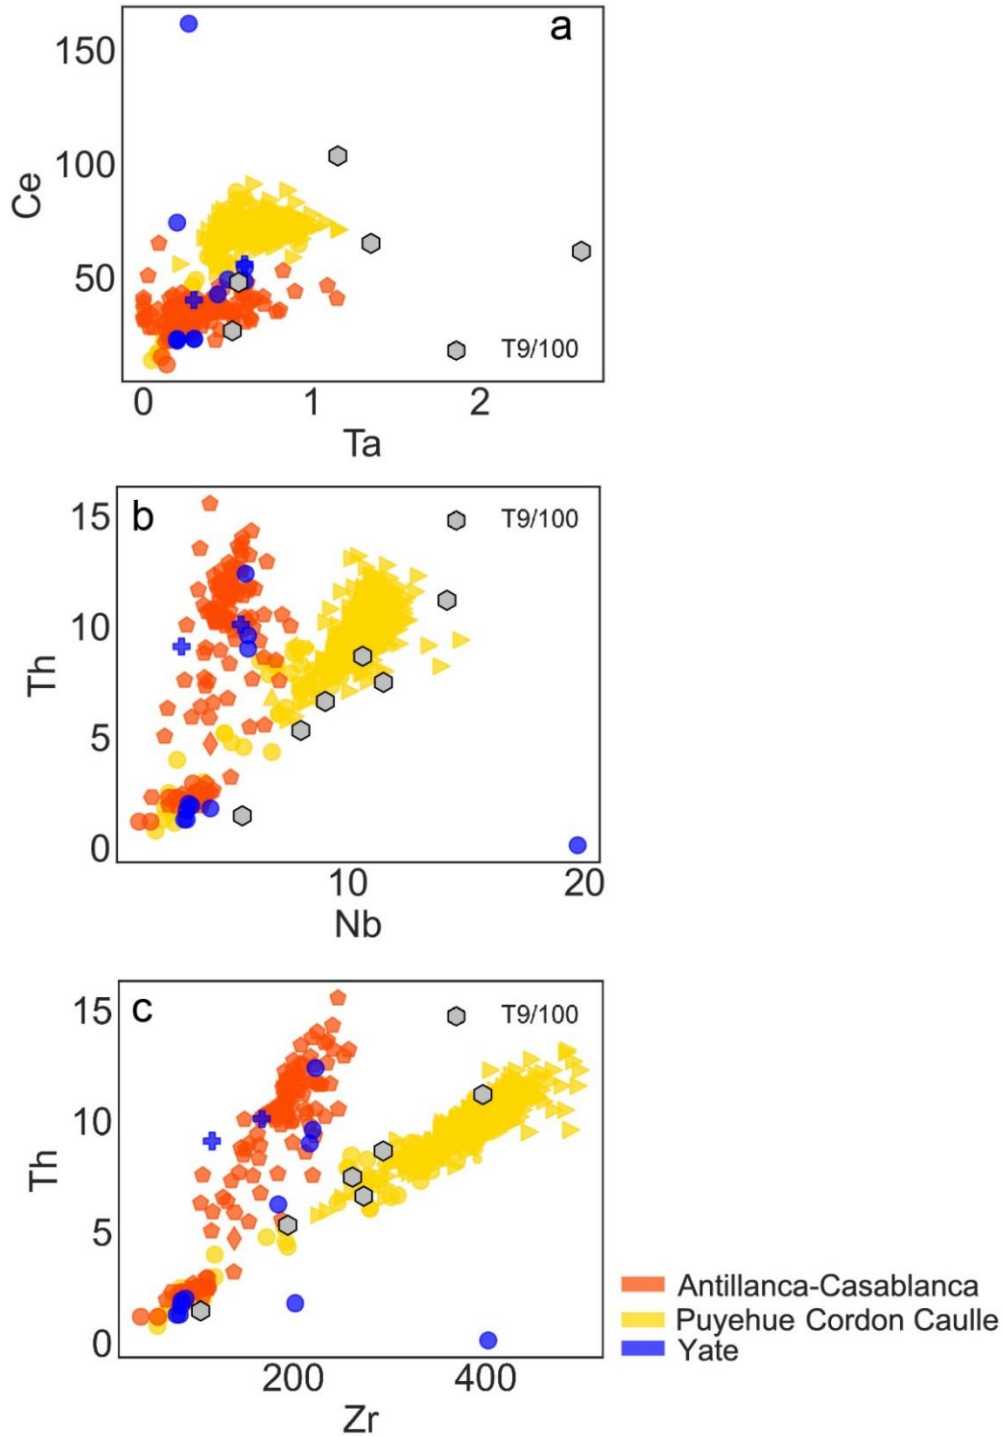 a
150
100
50
Ce
T9/100
0 1 2
Ta
b
T9/100
15
10
5
0
Th
10 20
Nb
c
T9/100
15
10
5
0
Th
200 400
Zr
Antillanca-Casablanca
Puyehue Cordon Caulle
Yate